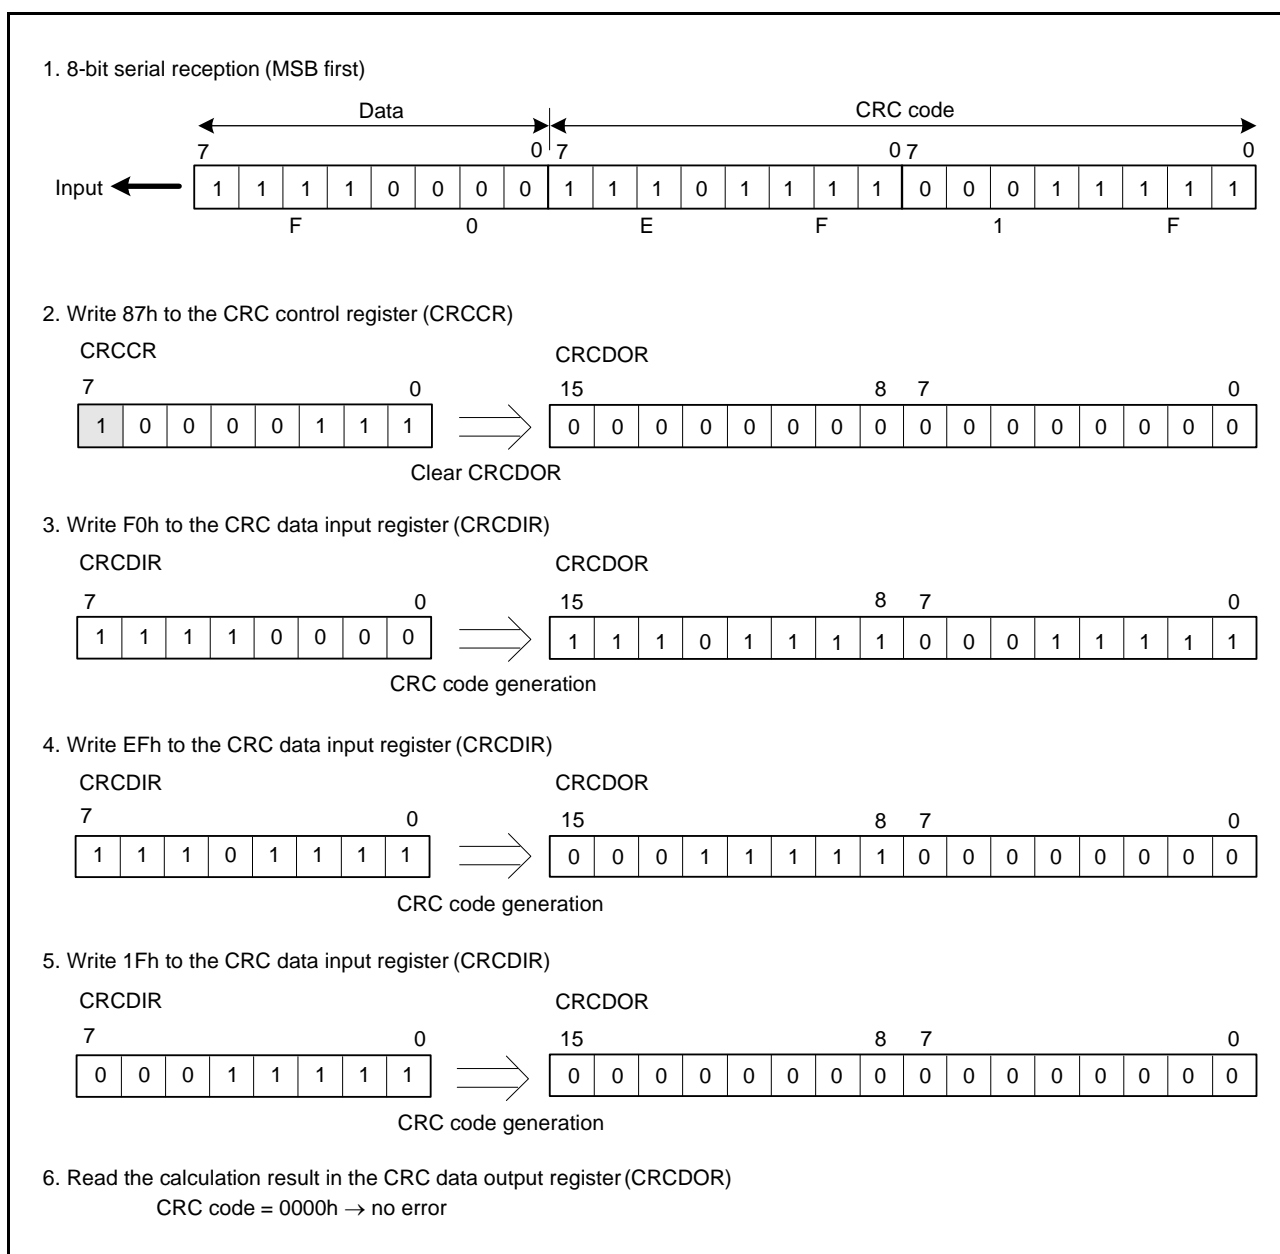 1. 8-bit serial reception (MSB first)
Data CRC code
7 0 7 0 7 0
Input 1 1 1 1 0 0 0 0 1 1 1 0 1 1 1 1 0 0 0 1 1 1 1 1
F 0 E F 1 F
2. Write 87h to the CRC control register (CRCCR)
CRCCR CRCDOR
7 0 15 8 7 0
1 0 0 0 0 1 1 1 0 0 0 0 0 0 0 0 0 0 0 0 0 0 0 0
Clear CRCDOR
3. Write F0h to the CRC data input register (CRCDIR)
CRCDIR CRCDOR
7 0 15 8 7 0
1 1 1 1 0 0 0 0 1 1 1 0 1 1 1 1 0 0 0 1 1 1 1 1
CRC code generation
4. Write EFh to the CRC data input register (CRCDIR)
CRCDIR CRCDOR
7 0 15 8 7 0
1 1 1 0 1 1 1 1 0 0 0 1 1 1 1 1 0 0 0 0 0 0 0 0
CRC code generation
5. Write 1Fh to the CRC data input register (CRCDIR)
CRCDIR CRCDOR
7 0 15 8 7 0
0 0 0 1 1 1 1 1 0 0 0 0 0 0 0 0 0 0 0 0 0 0 0 0
CRC code generation
6. Read the calculation result in the CRC data output register (CRCDOR)
CRC code = 0000h → no error